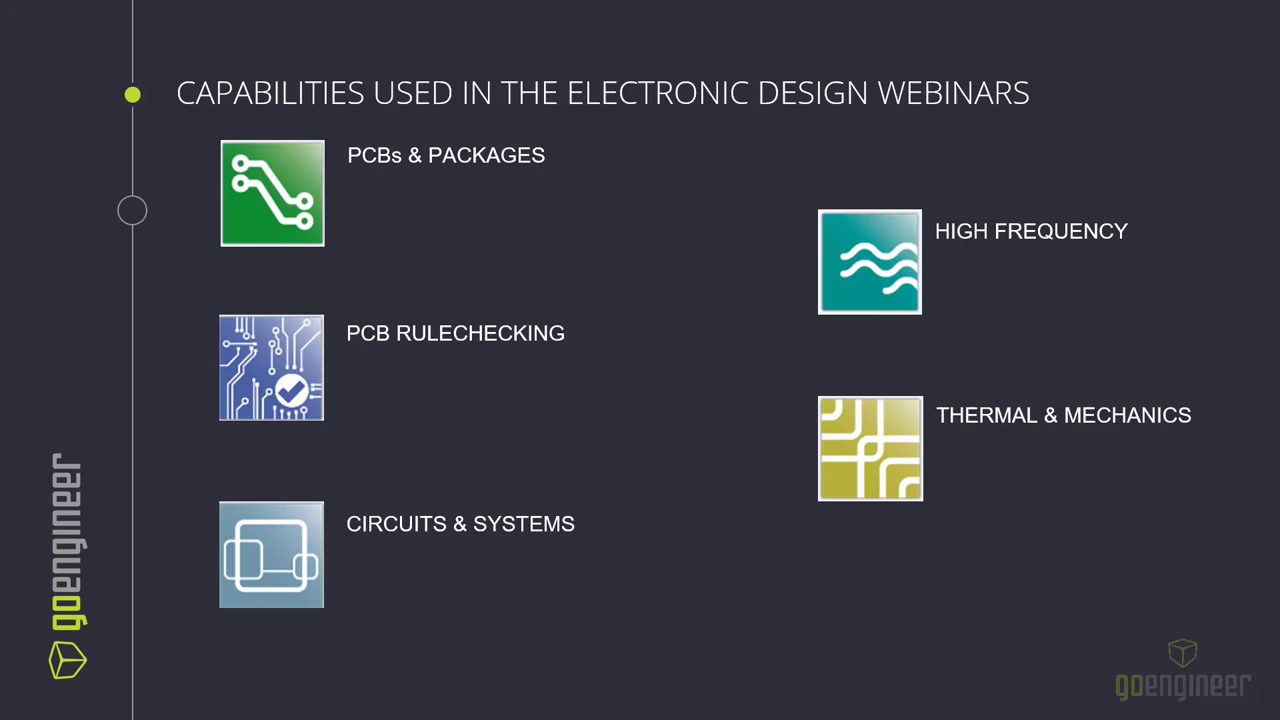 CAPABILITIES USED IN THE ELECTRONIC DESIGN WEBINARS
PCBs & PACKAGES
HIGH FREQUENCY
PCB RULECHECKING
THERMAL & MECHANICS
CIRCUITS & SYSTEMS
goengineer
goengineer